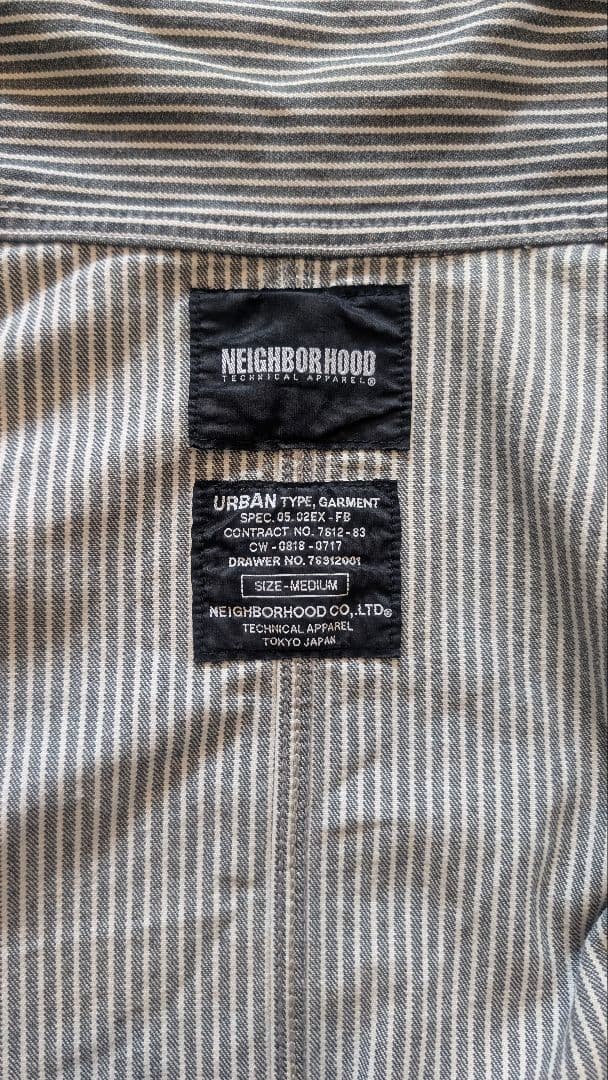 NEIGHBORHOOD
TECHNICAL APPAREL®
URBAN TYPE, GARMENT
SPEC. 05. 02EX - FB
CONTRACT NO. 7612 - 83
CW - 0818 - 0717
DRAWER NO. 76912001
SIZE - MEDIUM
NEIGHBORHOOD CO,.LTD®
TECHNICAL APPAREL
TOKYO JAPAN